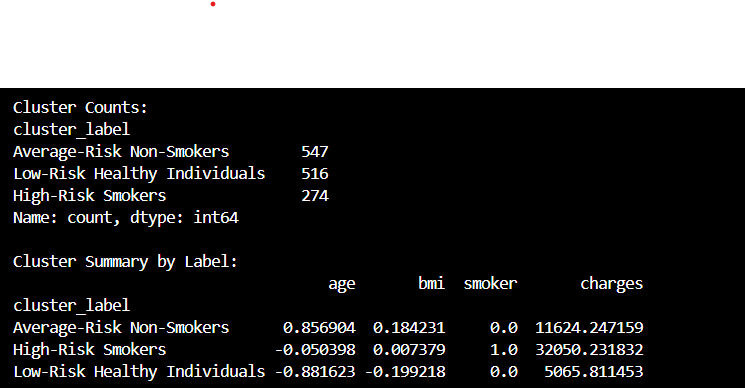 Cluster Counts:
cluster_label
Average-Risk Non-Smokers 547
Low-Risk Healthy Individuals 516
High-Risk Smokers 274
Name: count, dtype: int64
Cluster Summary by Label:
age bmi smoker charges
cluster_label
Average-Risk Non-Smokers 0.856904 0.184231 0.0 11624.247159
High-Risk Smokers -0.050398 0.007379 1.0 32050.231832
Low-Risk Healthy Individuals -0.881623 -0.199218 0.0 5065.811453